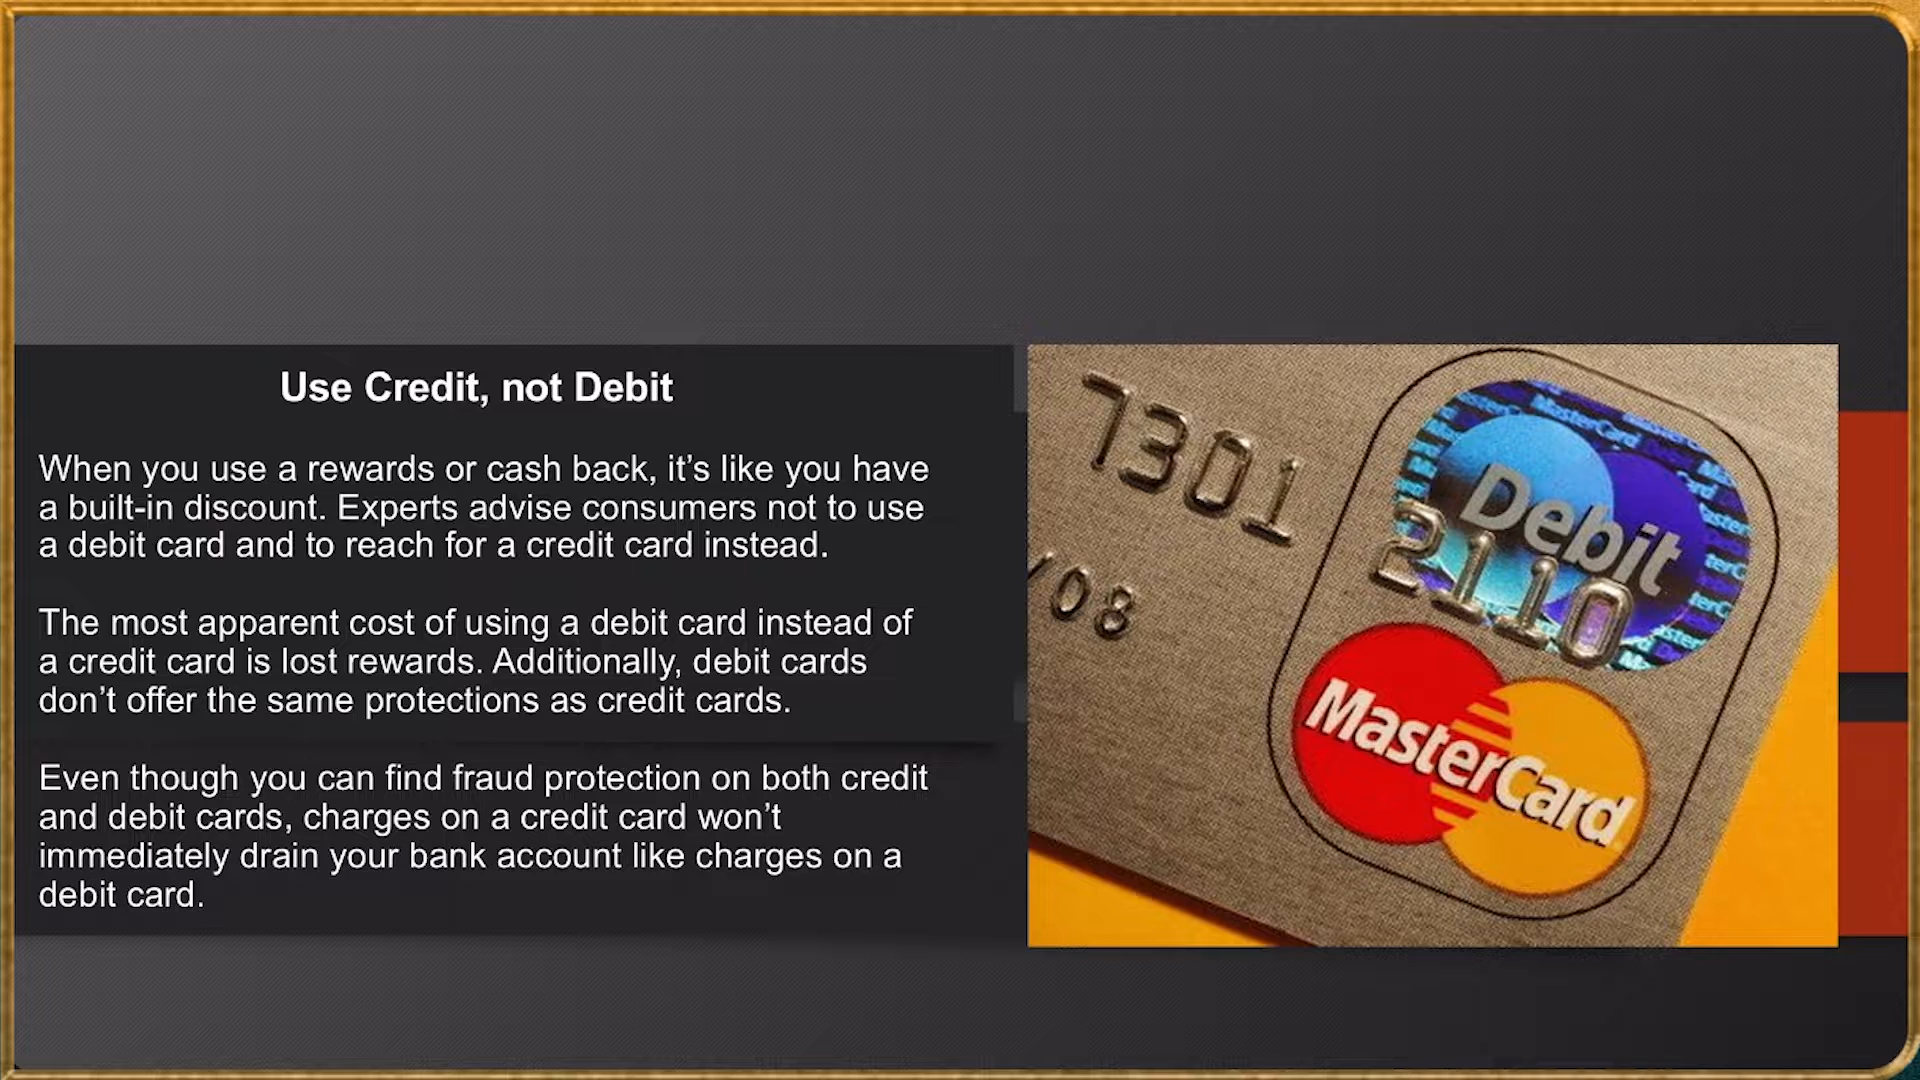 Use Credit, not Debit
When you use a rewards or cash back, it’s like you have
a built-in discount. Experts advise consumers not to use
a debit card and to reach for a credit card instead.
The most apparent cost of using a debit card instead of
a credit card is lost rewards. Additionally, debit cards
don’t offer the same protections as credit cards.
Even though you can find fraud protection on both credit
and debit cards, charges on a credit card won’t
immediately drain your bank account like charges on a
debit card.
7301 2110
/08
Debit
MasterCard